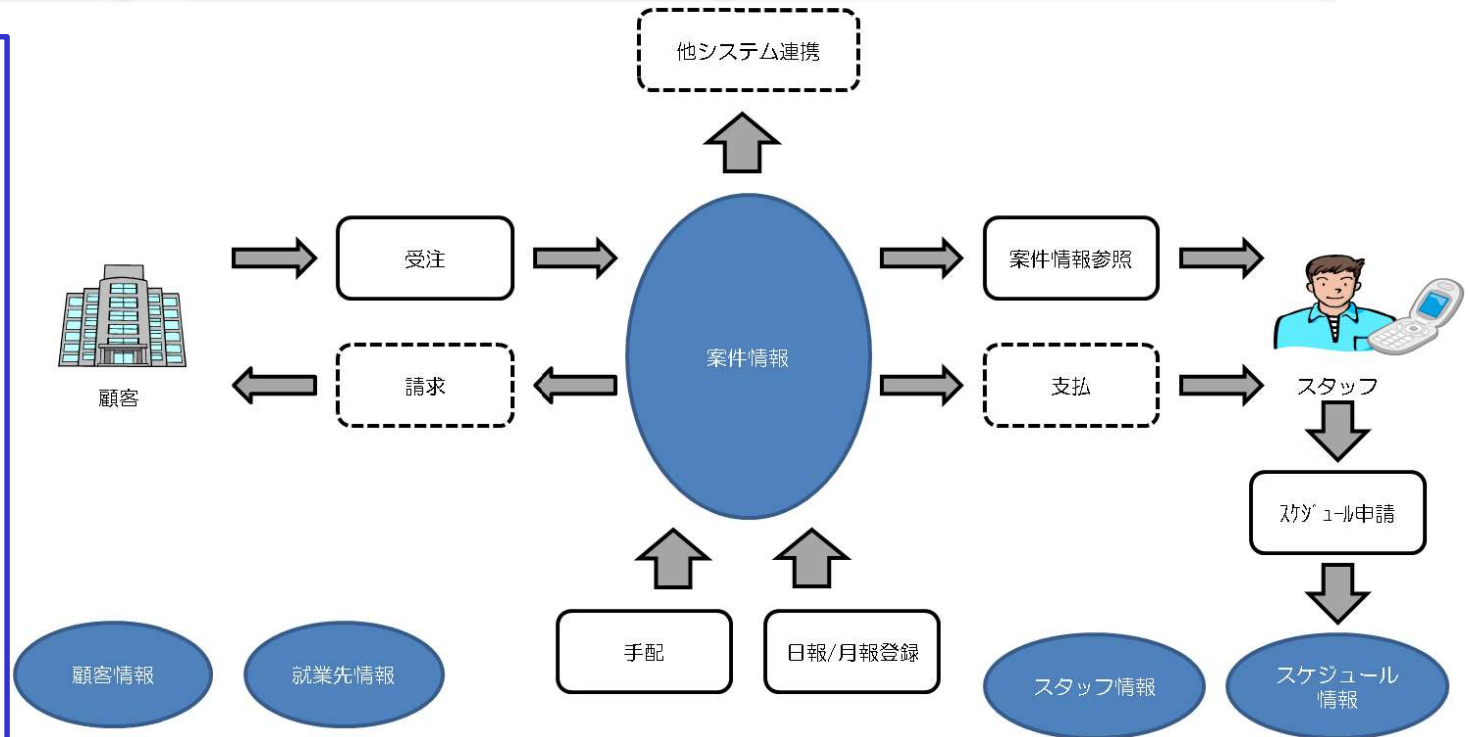 他システム連携
受注
案件情報参照
案件情報
顧客
請求
支払
スタッフ
ｽｹｼﾞｭｰﾙ申請
手配
日報/月報登録
顧客情報
就業先情報
スタッフ情報
スケジュール
情報